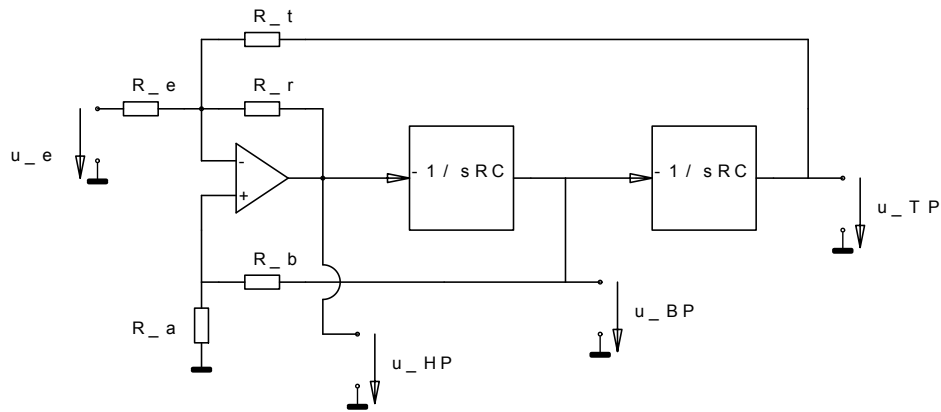 R_t
R_e
R_r
u_e
-
+
- 1/ sRC
- 1/ sRC
u_TP
R_b
R_a
u_BP
u_HP